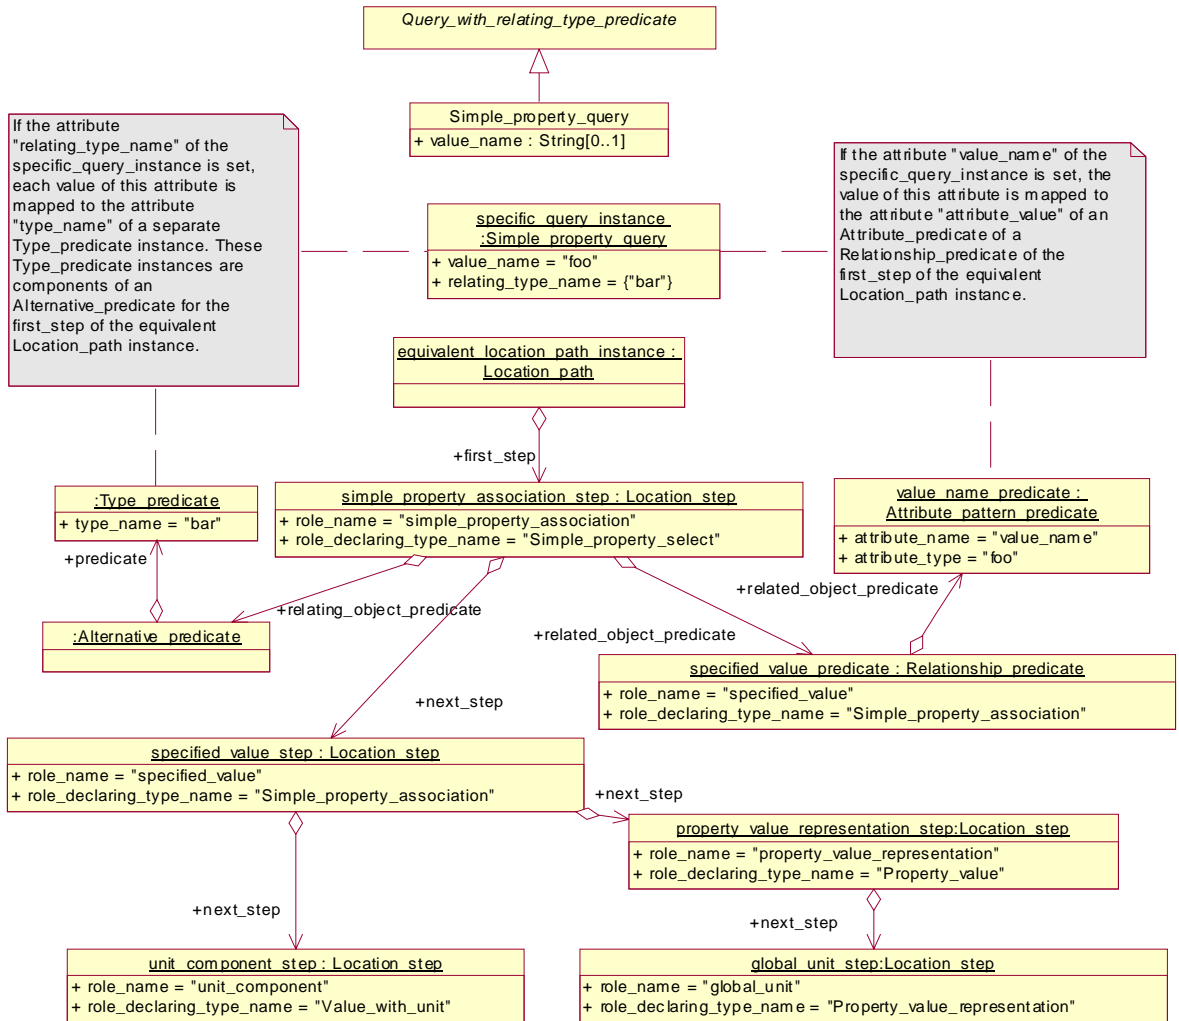 Query_with_relating_type_predicate
Simple_property_query
+ value_name : String[0..1]
If the attribute
"relating_type_name" of the
specific_query_instance is set,
each value of this attribute is
mapped to the attribute
"type_name" of a separate
Type_predicate instance. These
Type_predicate instances are
components of an
Alternative_predicate for the
first_step of the equivalent
Location_path instance.
If the attribute "value_name" of the
specific_query_instance is set, the
value of this attribute is mapped to
the attribute "attribute_value" of an
Attribute_predicate of a
Relationship_predicate of the
first_step of the equivalent
Location_path instance.
specific_query_instance
:Simple_property_query
+ value_name = "foo"
+ relating_type_name = {"bar"}
equivalent_location_path_instance :
Location_path
+first_step
:Type_predicate
+ type_name = "bar"
simple_property_association_step : Location_step
+ role_name = "simple_property_association"
+ role_declaring_type_name = "Simple_property_select"
value_name_predicate :
Attribute_pattern_predicate
+ attribute_name = "value_name"
+ attribute_type = "foo"
+predicate
+relating_object_predicate
+related_object_predicate
+related_object_predicate
:Alternative_predicate
specified_value_predicate : Relationship_predicate
+ role_name = "specified_value"
+ role_declaring_type_name = "Simple_property_association"
+next_step
specified_value_step : Location_step
+ role_name = "specified_value"
+ role_declaring_type_name = "Simple_property_association"
+next_step
property_value_representation_step:Location_step
+ role_name = "property_value_representation"
+ role_declaring_type_name = "Property_value"
+next_step
+next_step
unit_component_step : Location_step
+ role_name = "unit_component"
+ role_declaring_type_name = "Value_with_unit"
global_unit_step:Location_step
+ role_name = "global_unit"
+ role_declaring_type_name = "Property_value_representation"